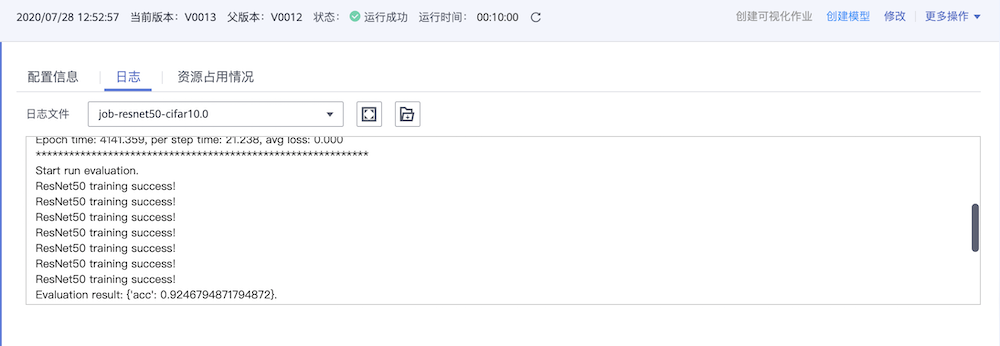 2020/07/28 12:52:57 当前版本：V0013 父版本：V0012 状态： 运行成功 运行时间： 00:10:00 创建可视化作业 创建模型 修改 更多操作
配置信息 日志 资源占用情况
日志文件 job-resnet50-cifar10.0
Epoch time: 4141.359, per step time: 21.238, avg loss: 0.000
************************************************************
Start run evaluation.
ResNet50 training success!
ResNet50 training success!
ResNet50 training success!
ResNet50 training success!
ResNet50 training success!
ResNet50 training success!
ResNet50 training success!
Evaluation result: {'acc': 0.9246794871794872}.